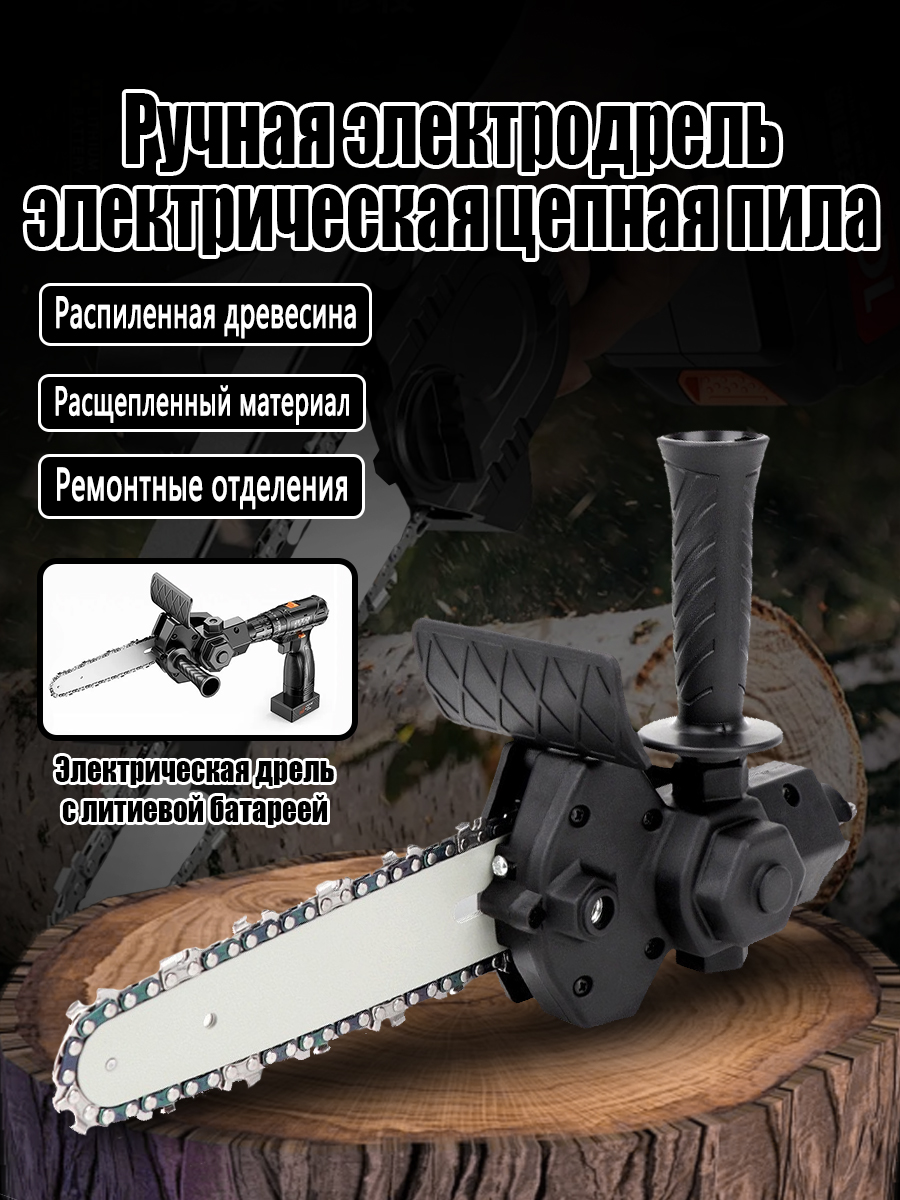 Ручная электродрель
электрическая цепная пила
Распиленная древесина
Расщепленный материал
Ремонтные отделения
Электрическая дрель
с литиевой батареей